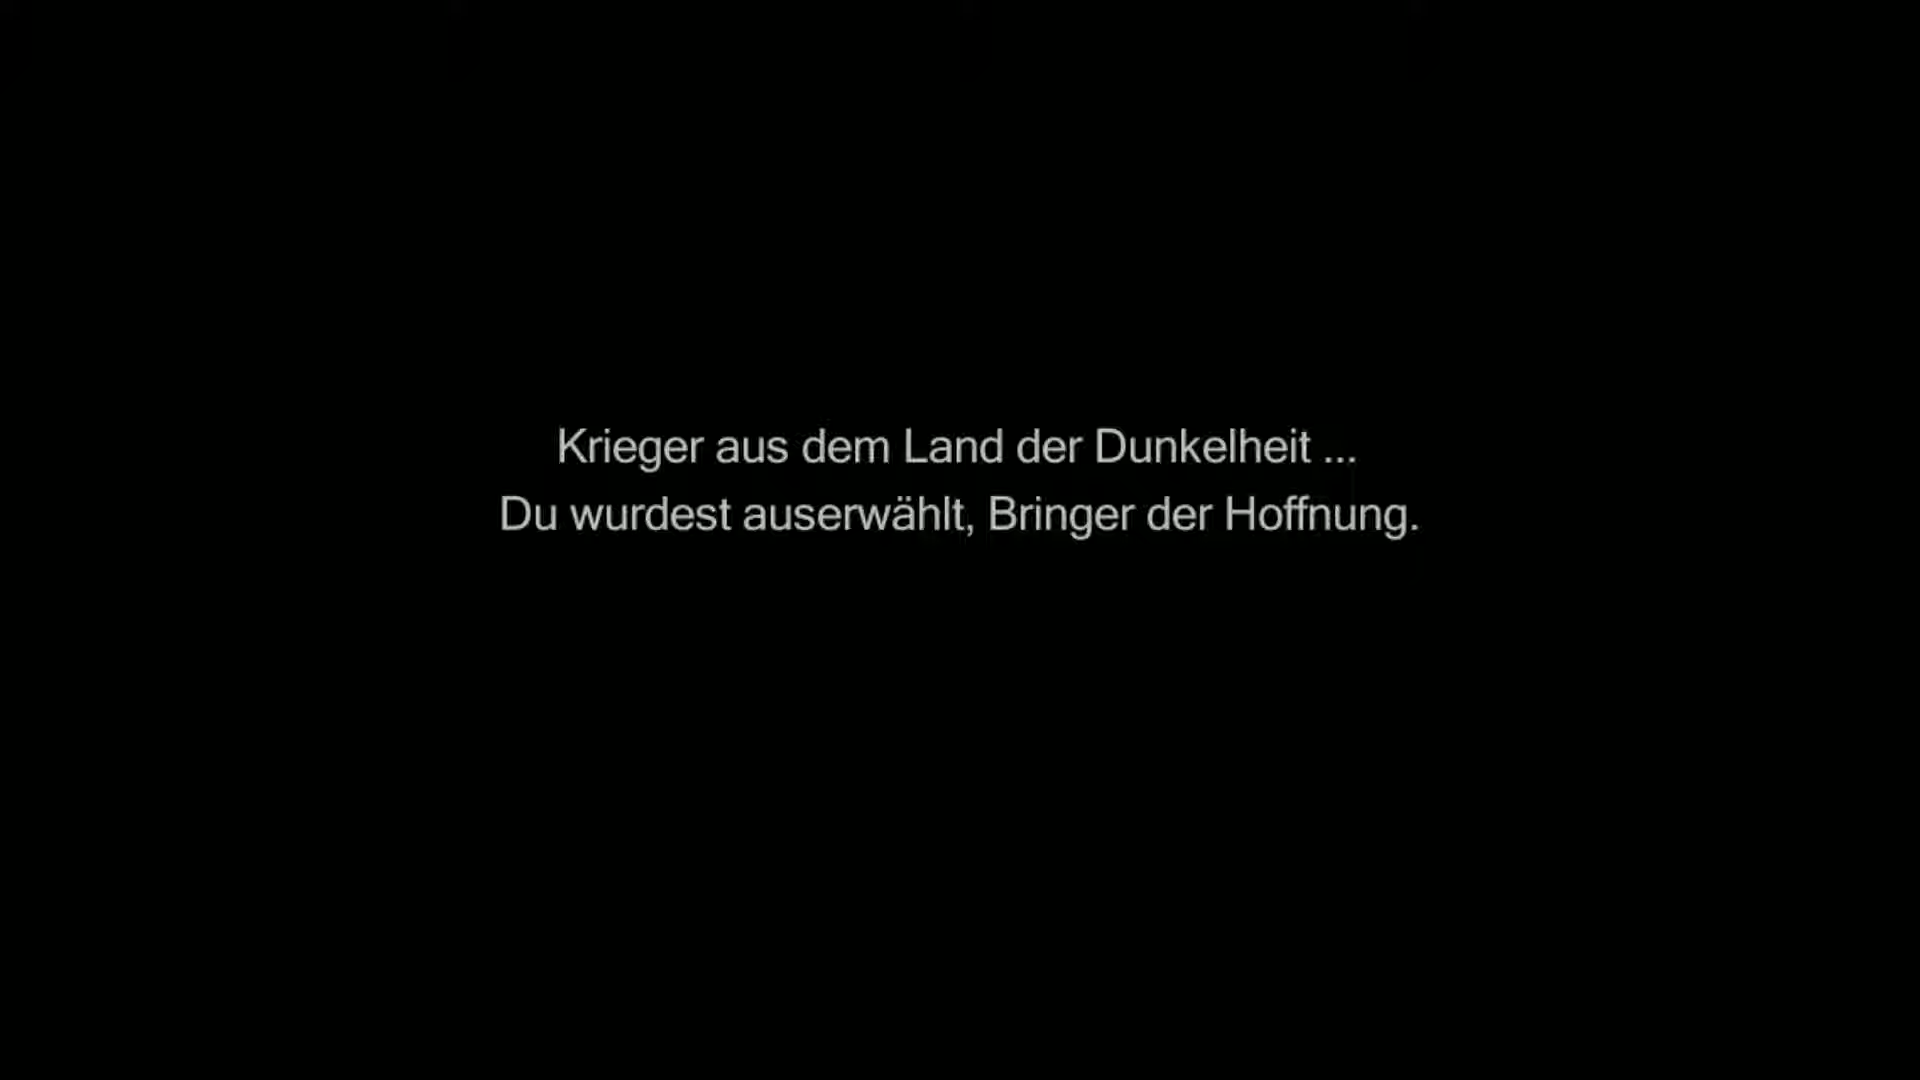 Krieger aus dem Land der Dunkelheit ...
Du wurdest auserwählt, Bringer der Hoffnung.